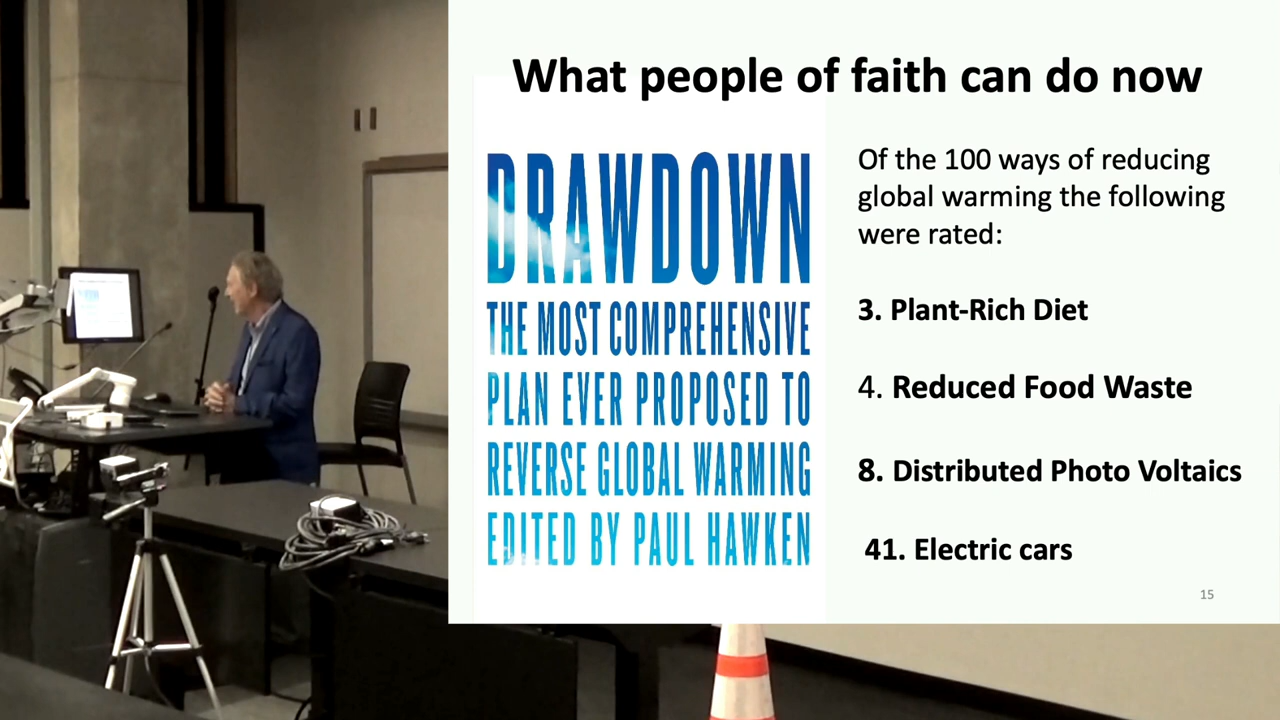 What people of faith can do now
DRAWDOWN
THE MOST COMPREHENSIVE
PLAN EVER PROPOSED TO
REVERSE GLOBAL WARMING
EDITED BY PAUL HAWKEN
Of the 100 ways of reducing
global warming the following
were rated:
3. Plant-Rich Diet
4. Reduced Food Waste
8. Distributed Photo Voltaics
41. Electric cars
15